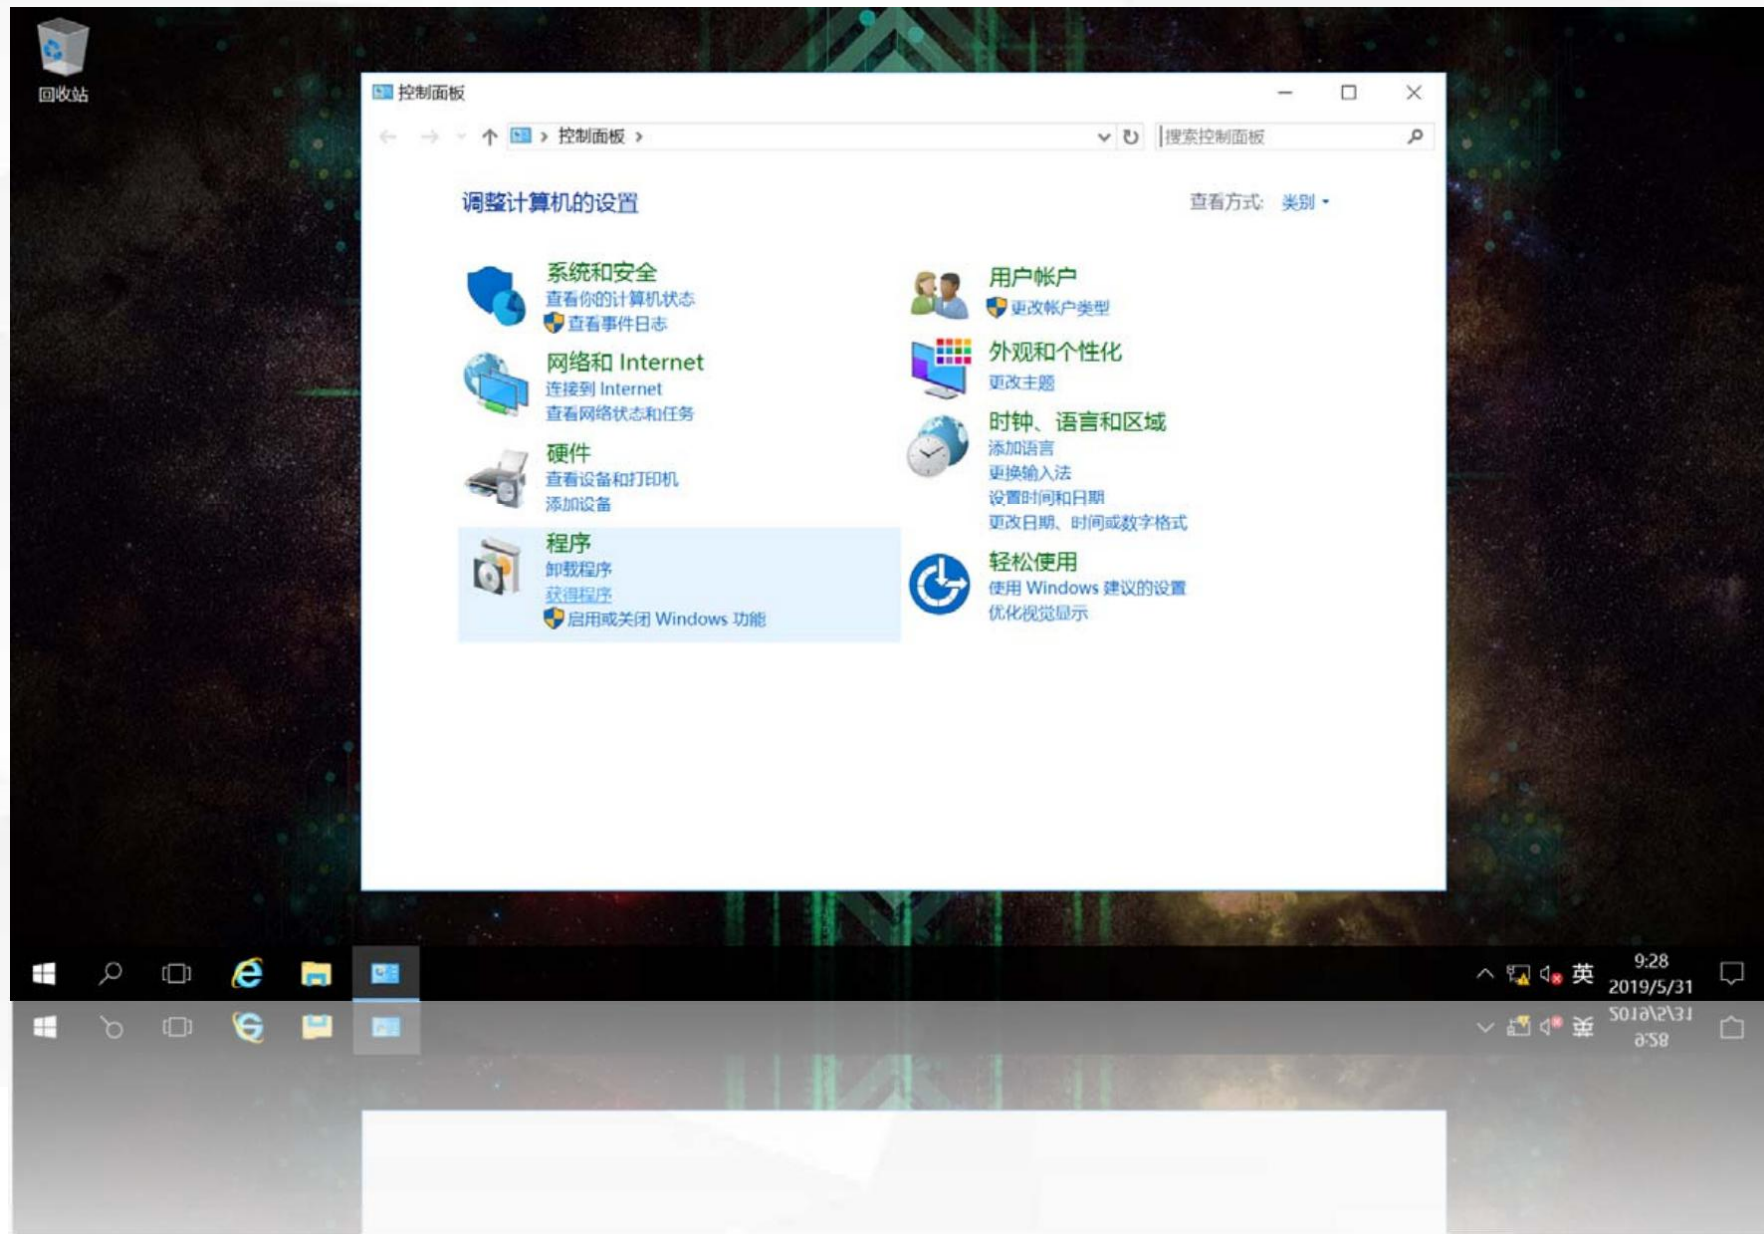 回收站
控制面板
控制面板
搜索控制面板
调整计算机的设置
查看方式: 类别
系统和安全
查看你的计算机状态
查看事件日志
网络和 Internet
连接到 Internet
查看网络状态和任务
硬件
查看设备和打印机
添加设备
程序
卸载程序
获得程序
启用或关闭 Windows 功能
用户帐户
更改帐户类型
外观和个性化
更改主题
时钟、语言和区域
添加语言
更换输入法
设置时间和日期
更改日期、时间或数字格式
轻松使用
使用 Windows 建议的设置
优化视觉显示
英
9:28
2019/5/31
英
2019/5/31
9:28